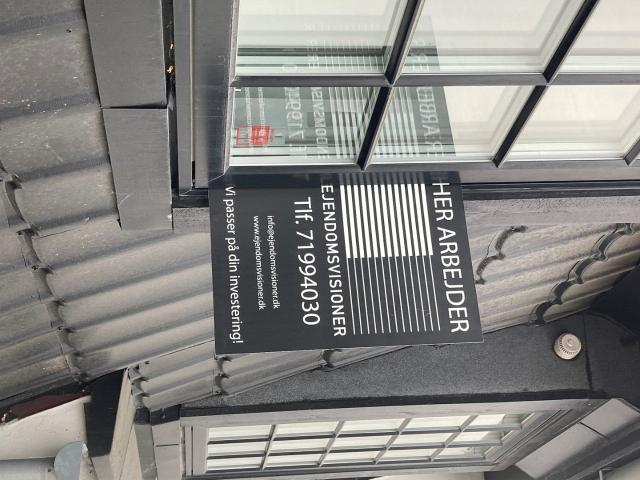 HER ARBEJDER
EJENDOMSVISIONER
Tlf. 71994030
info@ejendomsvisioner.dk
www.ejendomsvisioner.dk
Vi passer på din investering!